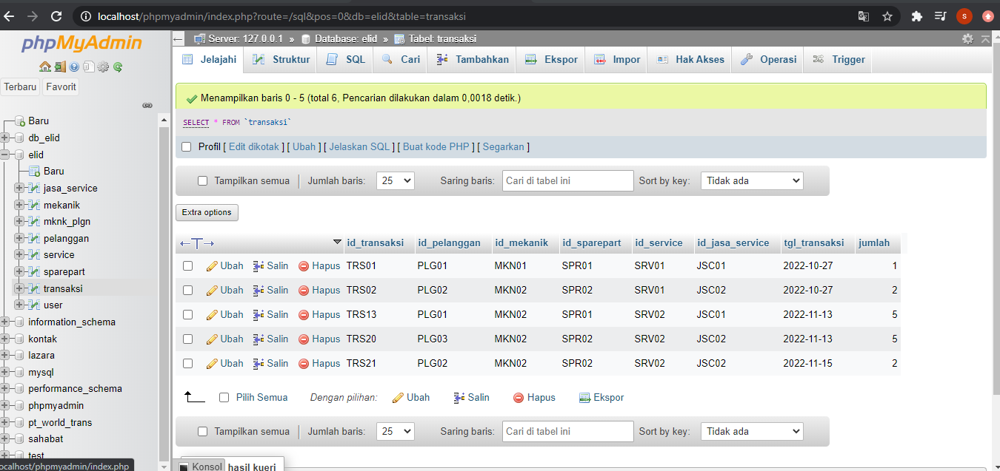 localhost/phpmyadmin/index.php?route=/sql&pos=0&db=elid&table=transaksi
S
phpMyAdmin
Terbaru Favorit
Baru
db_elid
elid
Baru
jasa_service
mekanik
mknk_plgn
pelanggan
service
sparepart
transaksi
user
information_schema
kontak
lazara
mysql
performance_schema
phpmyadmin
pt_world_trans
sahabat
test
ocalhost/phpmyadmin/index.php
Server: 127.0.0.1 » Database: elid » Tabel: transaksi
Jelajahi Struktur SQL Cari Tambahkan Ekspor Impor Hak Akses Operasi Trigger
Menampilkan baris 0 - 5 (total 6, Pencarian dilakukan dalam 0,0018 detik.)
SELECT * FROM `transaksi`
Profil [ Edit dikotak ] [ Ubah ] [ Jelaskan SQL ] [ Buat kode PHP ] [ Segarkan ]
Tampilkan semua Jumlah baris: 25 Saring baris: Cari di tabel ini Sort by key: Tidak ada
Extra options
←T→ id_transaksi id_pelanggan id_mekanik id_sparepart id_service id_jasa_service tgl_transaksi jumlah
Ubah Salin Hapus TRS01 PLG01 MKN01 SPR01 SRV01 JSC01 2022-10-27 1
Ubah Salin Hapus TRS02 PLG02 MKN02 SPR02 SRV01 JSC02 2022-10-27 2
Ubah Salin Hapus TRS13 PLG01 MKN02 SPR01 SRV02 JSC01 2022-11-13 5
Ubah Salin Hapus TRS20 PLG03 MKN02 SPR02 SRV02 JSC02 2022-11-13 5
Ubah Salin Hapus TRS21 PLG02 MKN02 SPR02 SRV02 JSC02 2022-11-15 2
Pilih Semua Dengan pilihan: Ubah Salin Hapus Ekspor
Tampilkan semua Jumlah baris: 25 Saring baris: Cari di tabel ini Sort by key: Tidak ada
Konsol hasil kueri